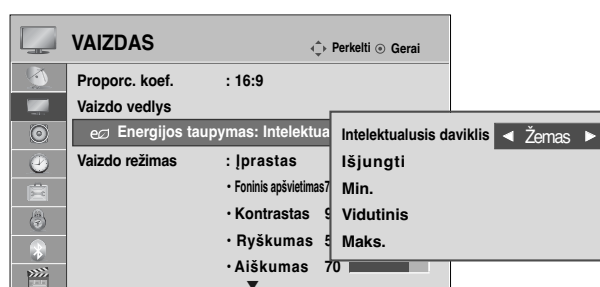 VAIZDAS
Perkelti Gerai
Proporc. koef. : 16:9
Vaizdo vedlys
Energijos taupymas: Intelektua
Vaizdo režimas : Įprastas
• Foninis apšvietimas7
• Kontrastas 9
• Ryškumas 5
• Aiškumas 70
Intelektualusis daviklis ◄ Žemas ►
Išjungti
Min.
Vidutinis
Maks.